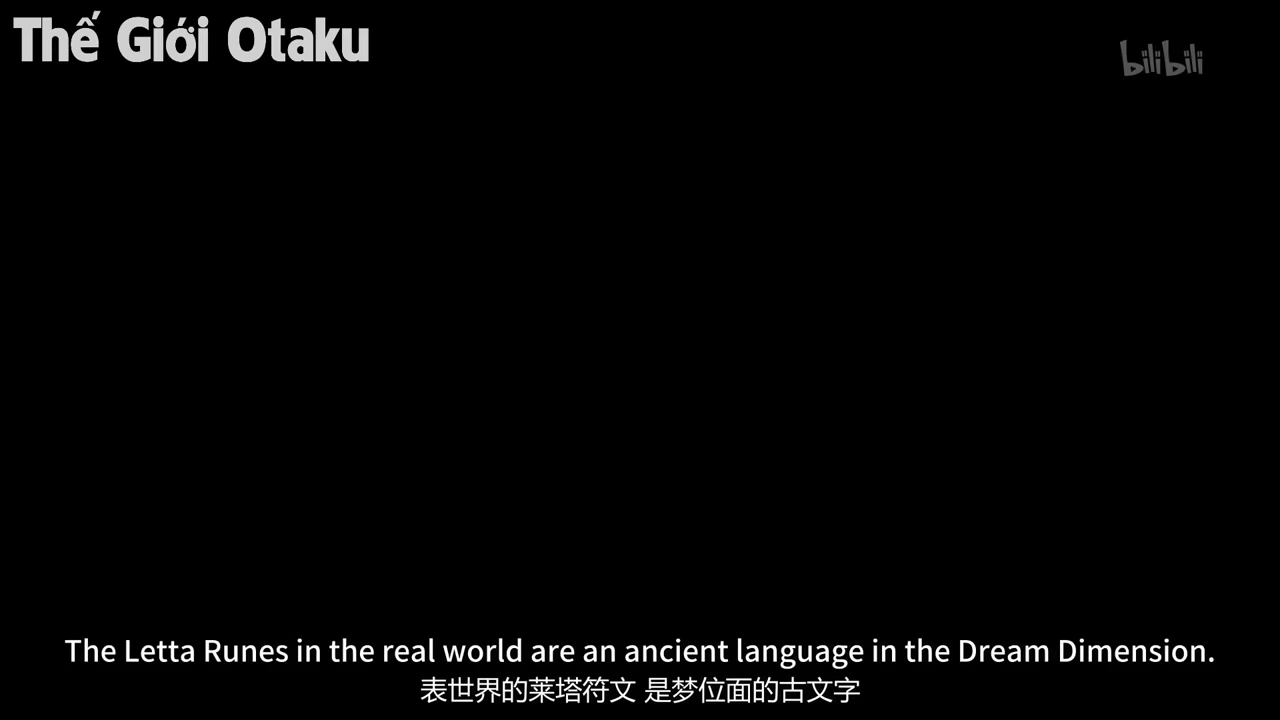 Thế Giới Otaku
bilibili
The Letta Runes in the real world are an ancient language in the Dream Dimension.
表世界的莱塔符文 是梦位面的古文字